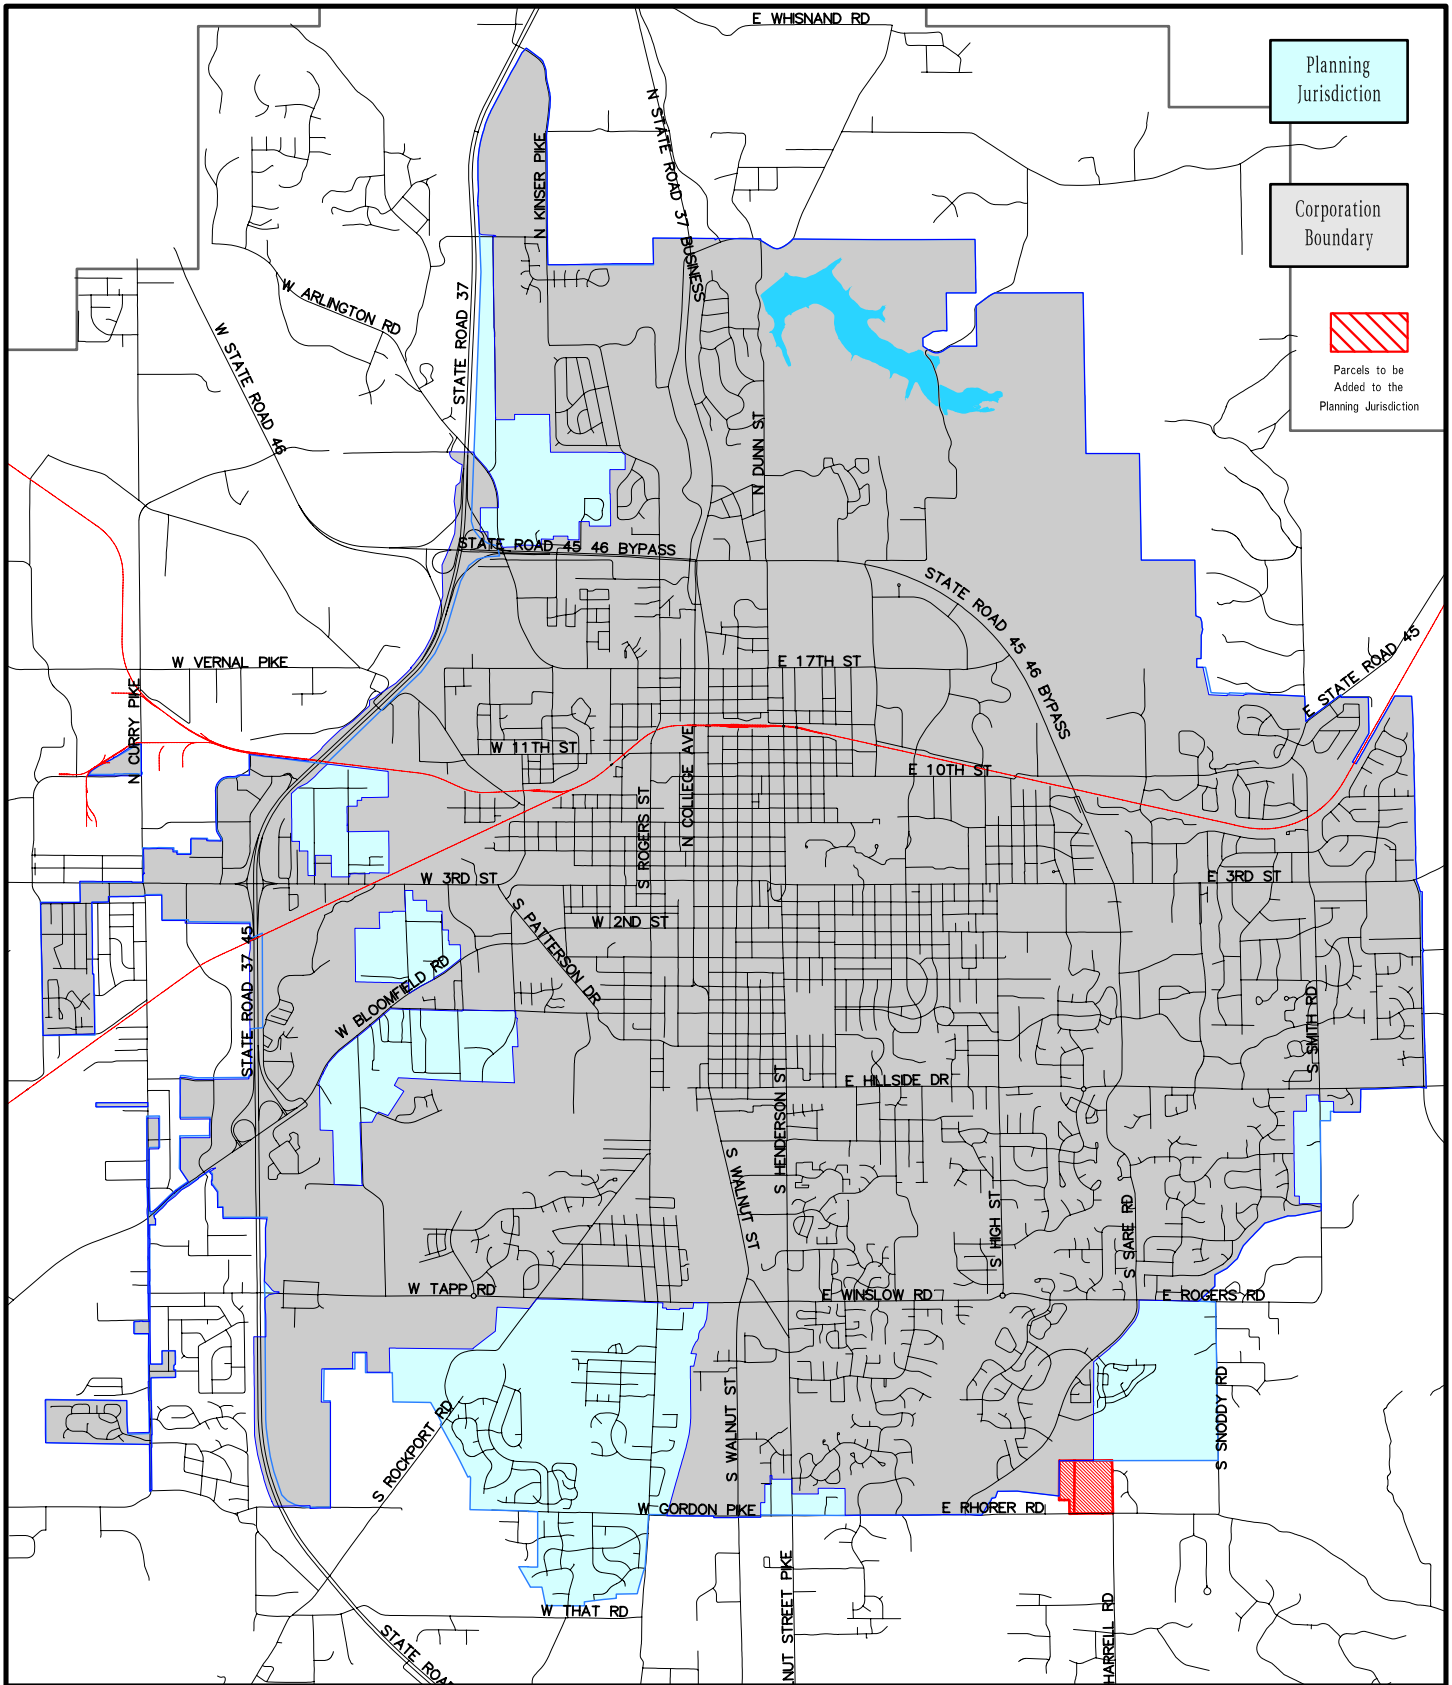 E WHISNAND RD
Planning
Jurisdiction
N STATE ROAD 37 BUSINESS
N KINSER PIKE
Corporation
Boundary
W ARLINGTON RD
STATE ROAD 37
W STATE ROAD 46
Parcels to be
Added to the
Planning Jurisdiction
N DUNN ST
STATE ROAD 45 46 BYPASS
STATE ROAD 45 46 BYPASS
W VERNAL PIKE
E 17TH ST
E STATE ROAD 45
N CURRY PIKE
W 11TH ST
N COLLEGE AVE
E 10TH ST
S ROGERS ST
W 3RD ST
E 3RD ST
S PATTERSON DR
W 2ND ST
STATE ROAD 37 45
W BLOOMFIELD RD
S SMITH RD
E HILLSIDE DR
S HENDERSON ST
S WALNUT ST
S HIGH ST
S SARE RD
W TAPP RD
E WINSLOW RD
E ROGERS RD
S ROCKPORT RD
S WALNUT ST
S SNODDY RD
W GORDON PIKE
E RHORER RD
W THAT RD
NUT STREET PIKE
HARRELL RD
STATE ROA